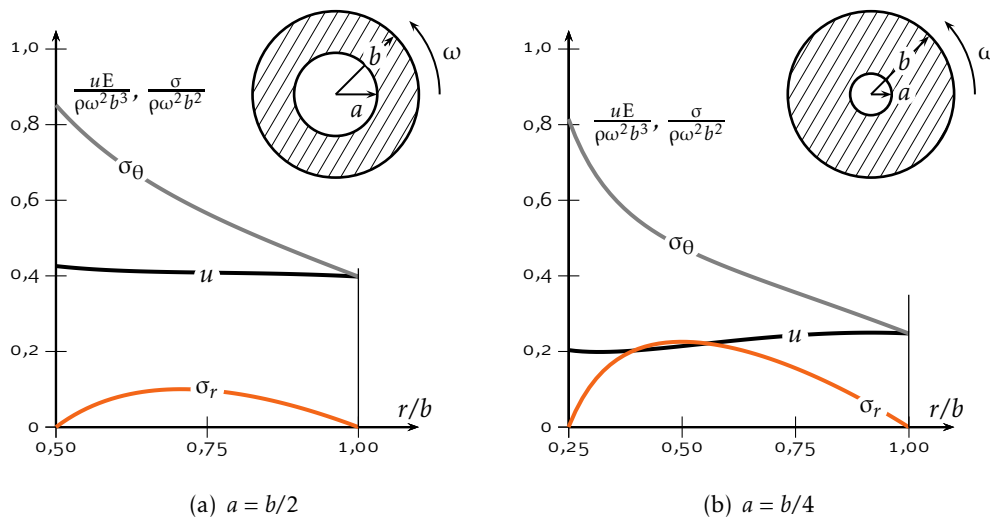 1,0
0,8
0,6
0,4
0,2
0
uE/ρω²b³, σ/ρω²b²
σθ
u
σr
b
a
ω
r/b
0,50
0,75
1,00
(a) a = b/2
1,0
0,8
0,6
0,4
0,2
0
uE/ρω²b³, σ/ρω²b²
σθ
u
σr
b
a
ω
r/b
0,25
0,50
0,75
1,00
(b) a = b/4